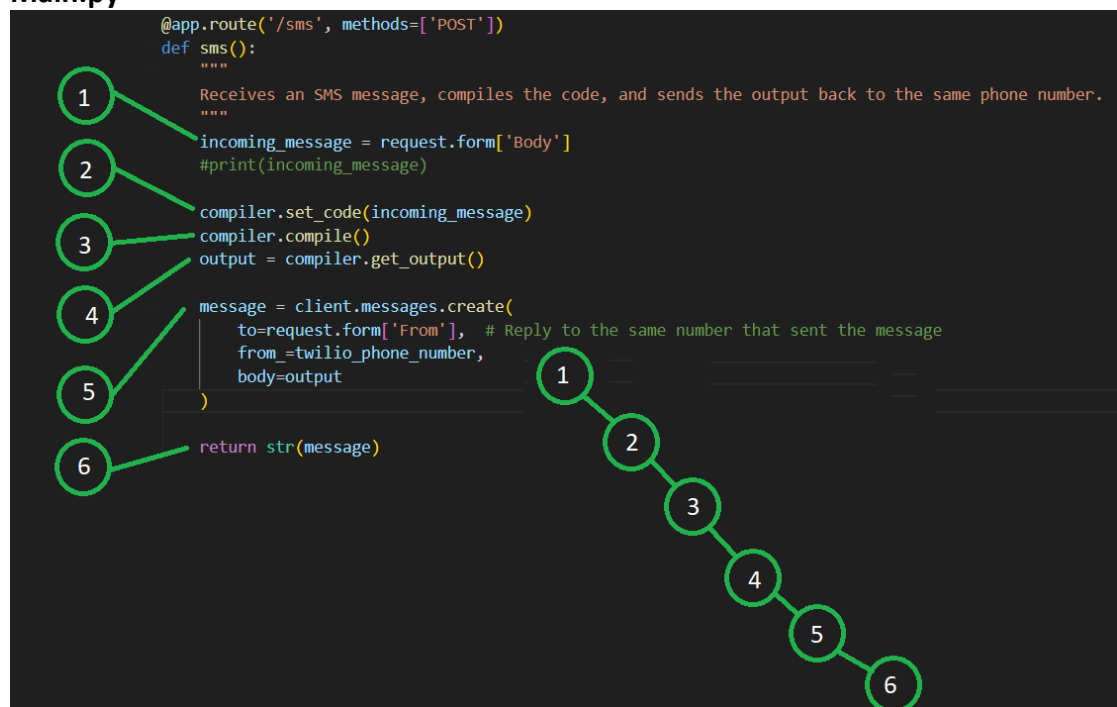 Main.py
@app.route('/sms', methods=['POST'])
def sms():
"""
1
Receives an SMS message, compiles the code, and sends the output back to the same phone number.
"""
incoming_message = request.form['Body']
2
#print(incoming_message)
compiler.set_code(incoming_message)
3
compiler.compile()
output = compiler.get_output()
4
message = client.messages.create(
to=request.form['From'],  # Reply to the same number that sent the message
from_=twilio_phone_number,
5
body=output
)
6
return str(message)
1
2
3
4
5
6